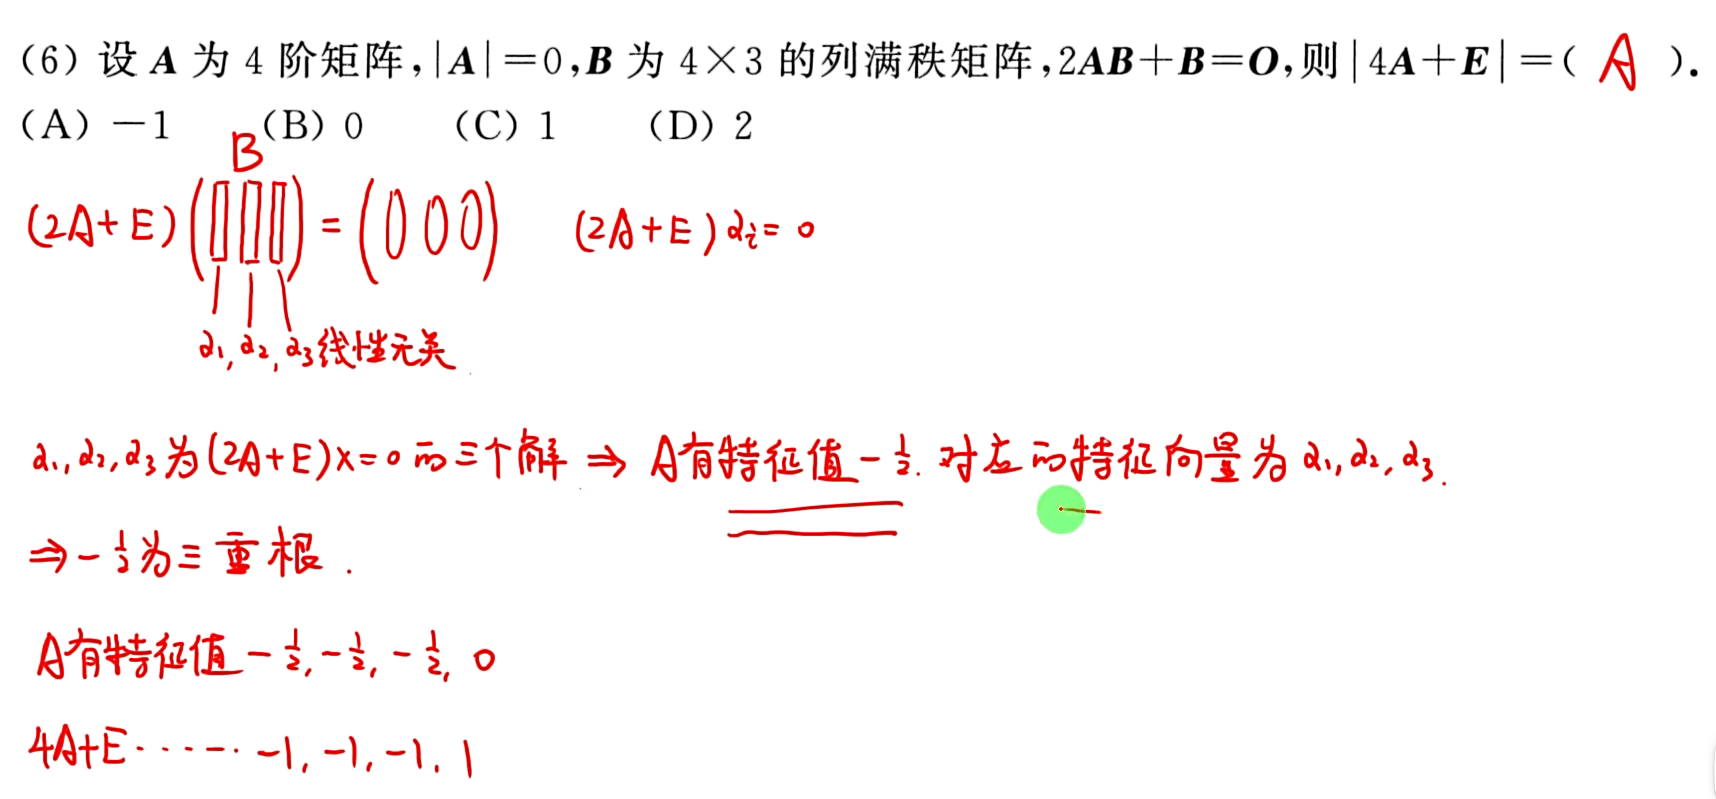 (6) 设 A 为 4 阶矩阵,|A|=0,B 为 4×3 的列满秩矩阵,2AB+B=O,则|4A+E|=( A ).
(A) -1 (B) 0 (C) 1 (D) 2
B
(2A+E)( ) = (0 0 0) (2A+E)α_i = 0
α₁, α₂, α₃线性无关
α₁, α₂, α₃为(2A+E)x=0的三个解 ⇒ A有特征值 -1/2. 对应的特征向量为 α₁, α₂, α₃.
⇒ -1/2为三重根.
A有特征值 -1/2, -1/2, -1/2, 0
4A+E ······ -1, -1, -1, 1